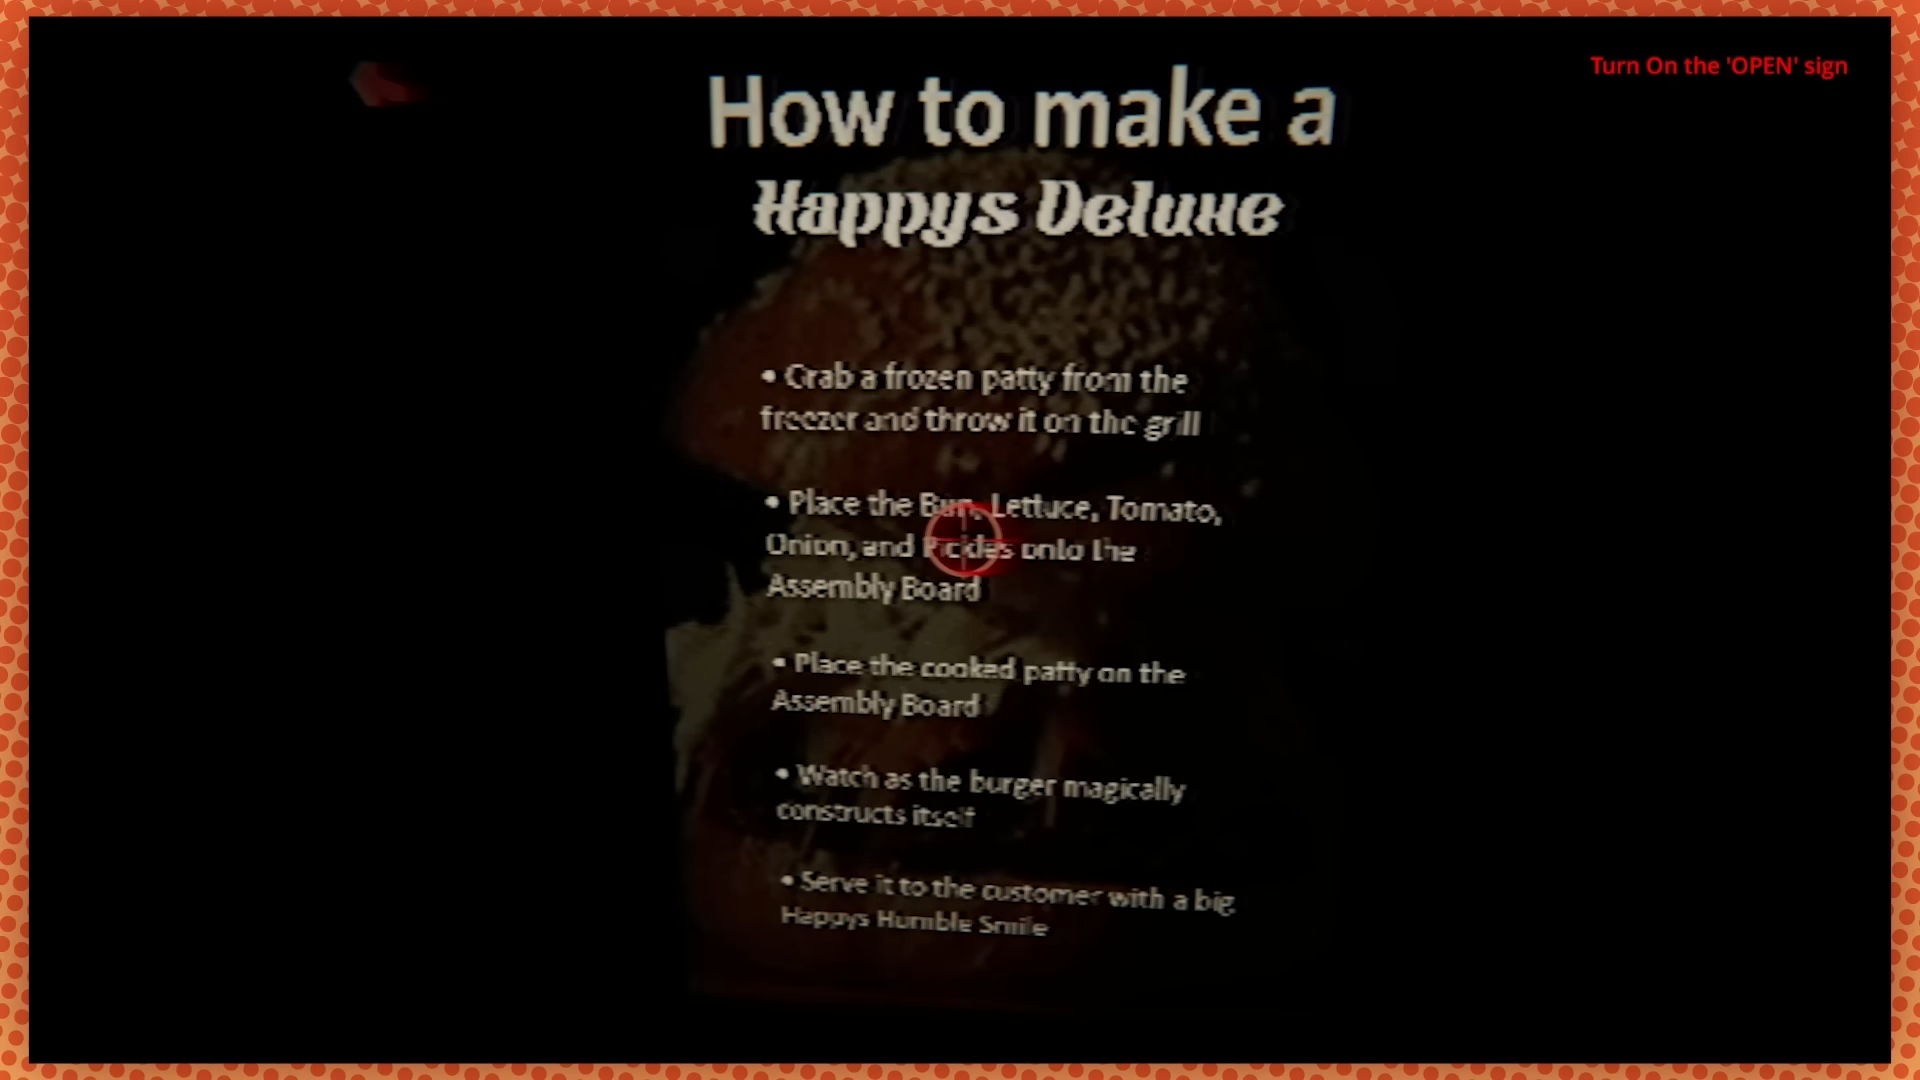 Turn On the 'OPEN' sign
How to make a
Happys Deluxe
• Grab a frozen patty from the
freezer and throw it on the grill
• Place the Bun, Lettuce, Tomato,
Onion, and Pickles onto the
Assembly Board
• Place the cooked patty on the
Assembly Board
• Watch as the burger magically
constructs itself
• Serve it to the customer with a big
Happys Humble Smile